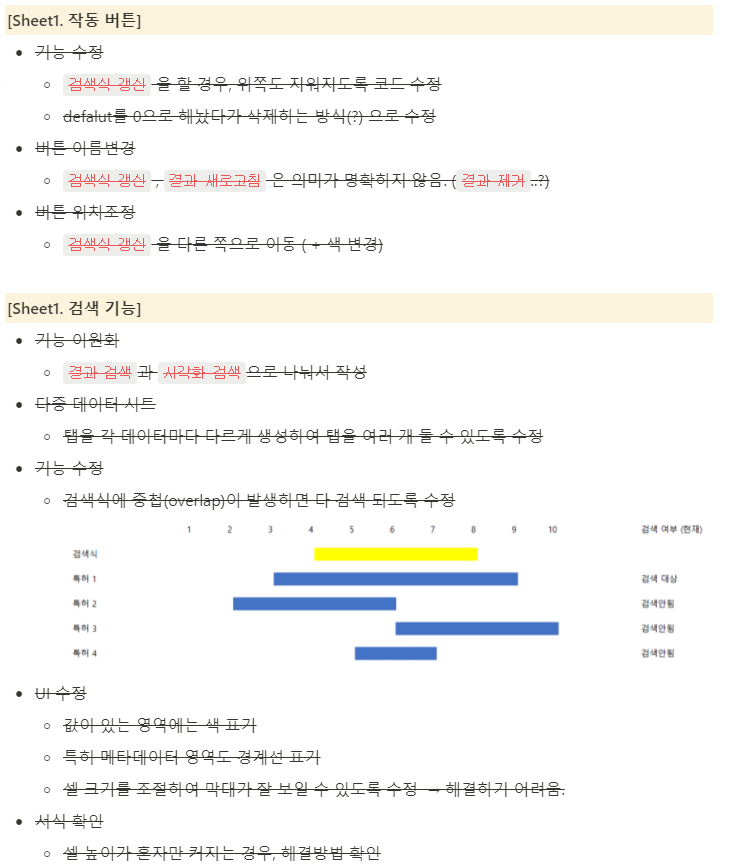 [Sheet1. 작동 버튼]
기능 수정
검색식 갱신 을 할 경우, 위쪽도 지워지도록 코드 수정
defalut를 0으로 해놨다가 삭제하는 방식(?) 으로 수정
버튼 이름변경
검색식 갱신 , 결과 새로고침 은 의미가 명확하지 않음. ( 결과 제거 ..?)
버튼 위치조정
검색식 갱신 을 다른 쪽으로 이동 ( + 색 변경)
[Sheet1. 검색 기능]
기능 이원화
결과 검색 과 시각화 검색 으로 나눠서 작성
다중 데이터 시트
탭을 각 데이터마다 다르게 생성하여 탭을 여러 개 둘 수 있도록 수정
기능 수정
검색식에 중첩(overlap)이 발생하면 다 검색 되도록 수정
1 2 3 4 5 6 7 8 9 10 검색 여부 (현재)
검색식
특허 1 검색 대상
특허 2 검색안됨
특허 3 검색안됨
특허 4 검색안됨
UI 수정
값이 있는 영역에는 색 표기
특허 메타데이터 영역도 경계선 표기
셀 크기를 조절하여 막대가 잘 보일 수 있도록 수정 → 해결하기 어려움.
서식 확인
셀 높이가 혼자만 커지는 경우, 해결방법 확인